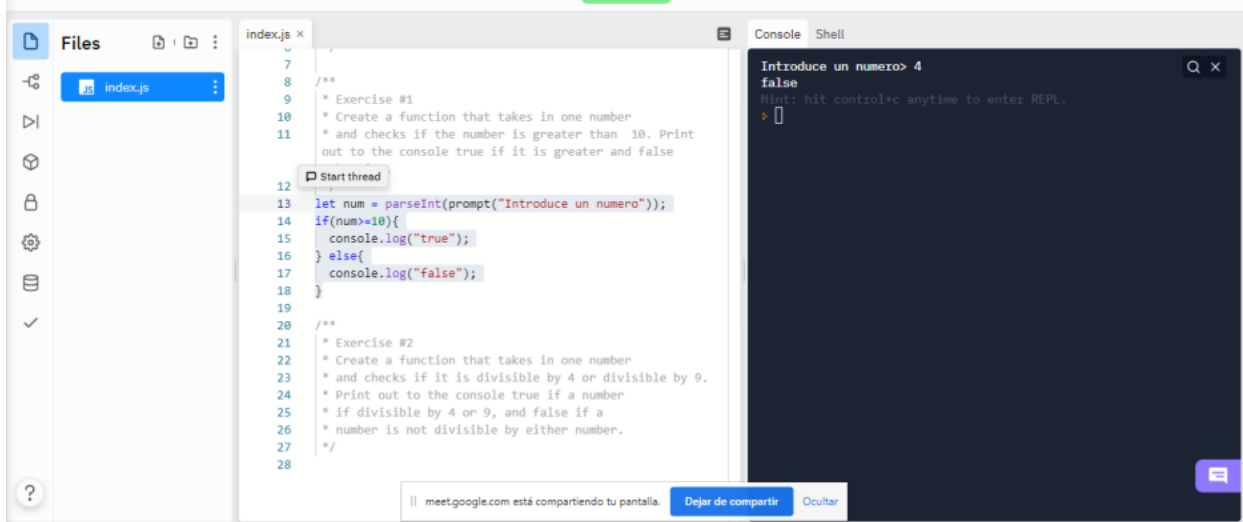 Files
index.js
index.js ×
Console Shell
7
8 /**
9 * Exercise #1
10 * Create a function that takes in one number
11 * and checks if the number is greater than  10. Print
out to the console true if it is greater and false
Start thread
12
13 let num = parseInt(prompt("Introduce un numero"));
14 if(num>=10){
15 console.log("true");
16 } else{
17 console.log("false");
18 }
19
20 /**
21 * Exercise #2
22 * Create a function that takes in one number
23 * and checks if it is divisible by 4 or divisible by 9.
24 * Print out to the console true if a number
25 * if divisible by 4 or 9, and false if a
26 * number is not divisible by either number.
27 */
28
Introduce un numero> 4
false
Hint: hit control+c anytime to enter REPL.
>
meet.google.com está compartiendo tu pantalla. Dejar de compartir Ocultar